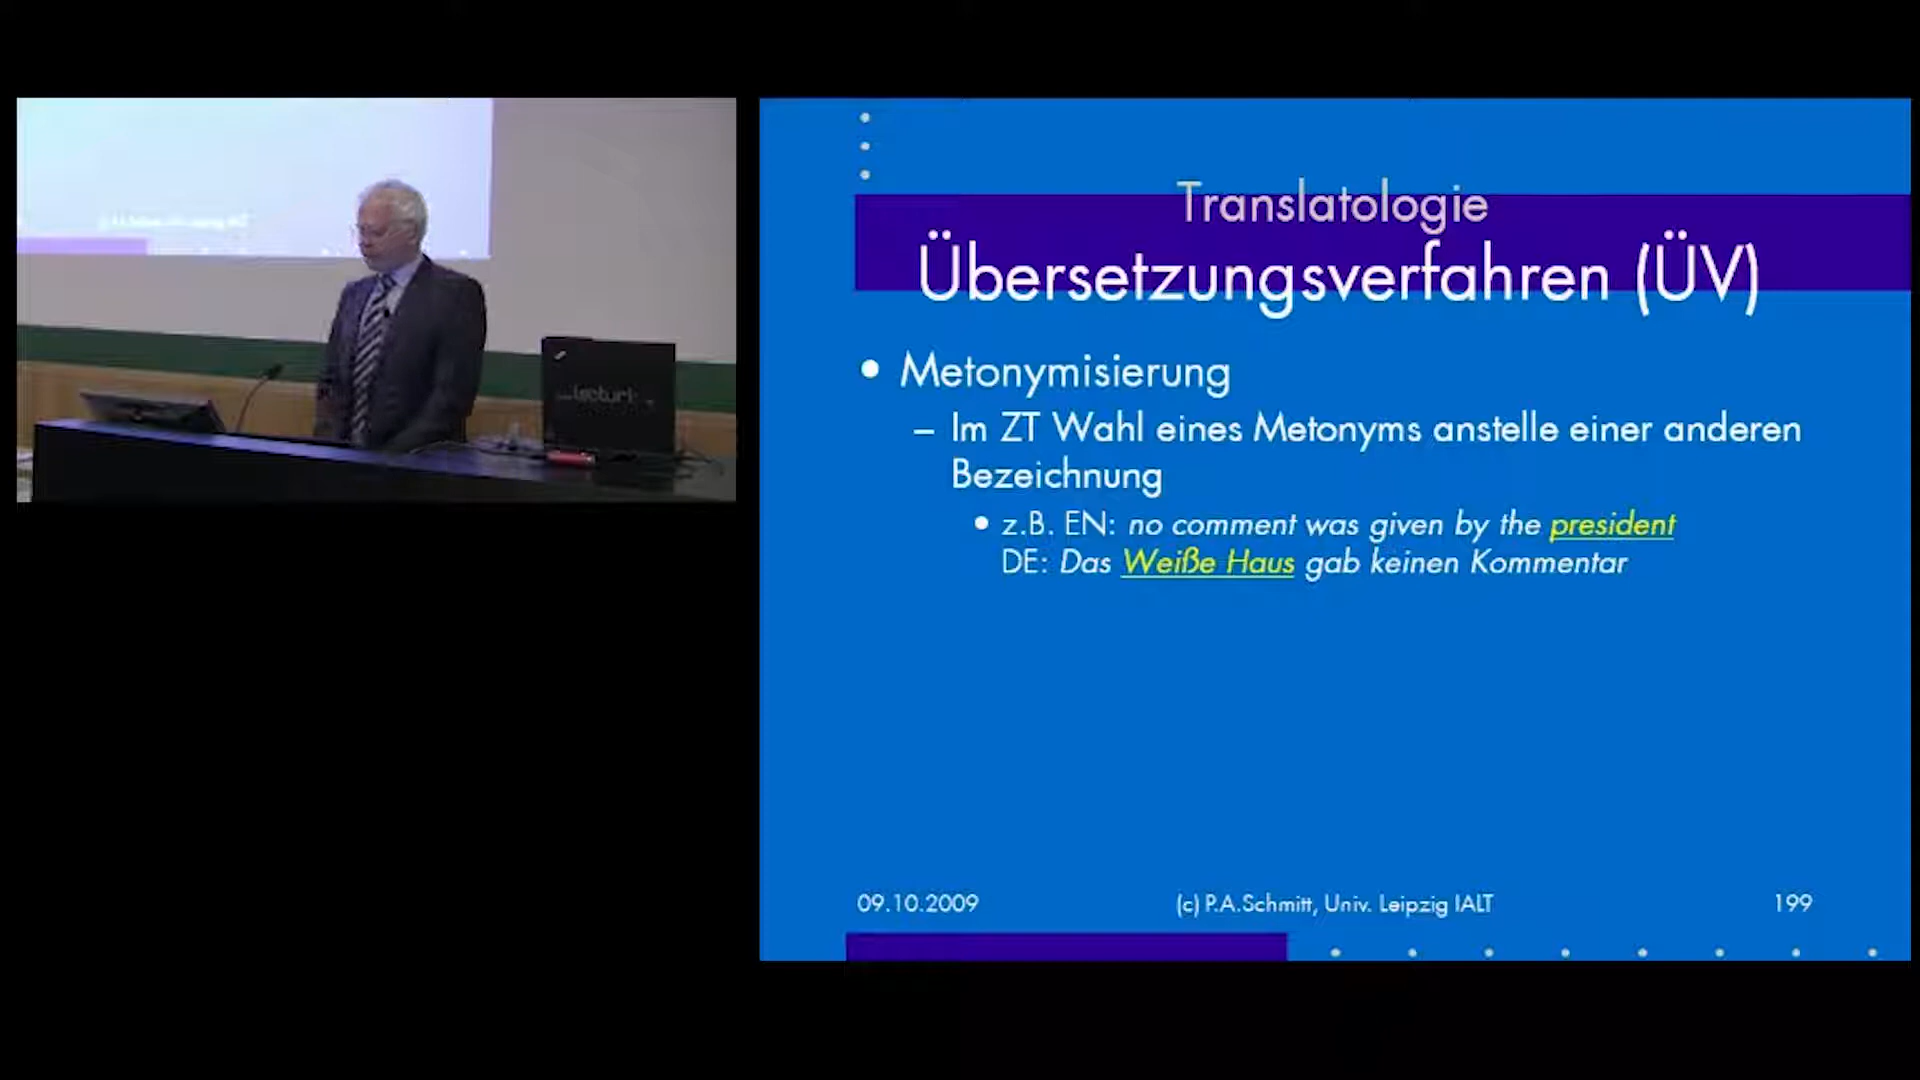 Translatologie
Übersetzungsverfahren (ÜV)
• Metonymisierung
– Im ZT Wahl eines Metonyms anstelle einer anderen
Bezeichnung
• z.B. EN: no comment was given by the president
DE: Das Weiße Haus gab keinen Kommentar
09.10.2009
(c) P.A.Schmitt, Univ. Leipzig IALT
199